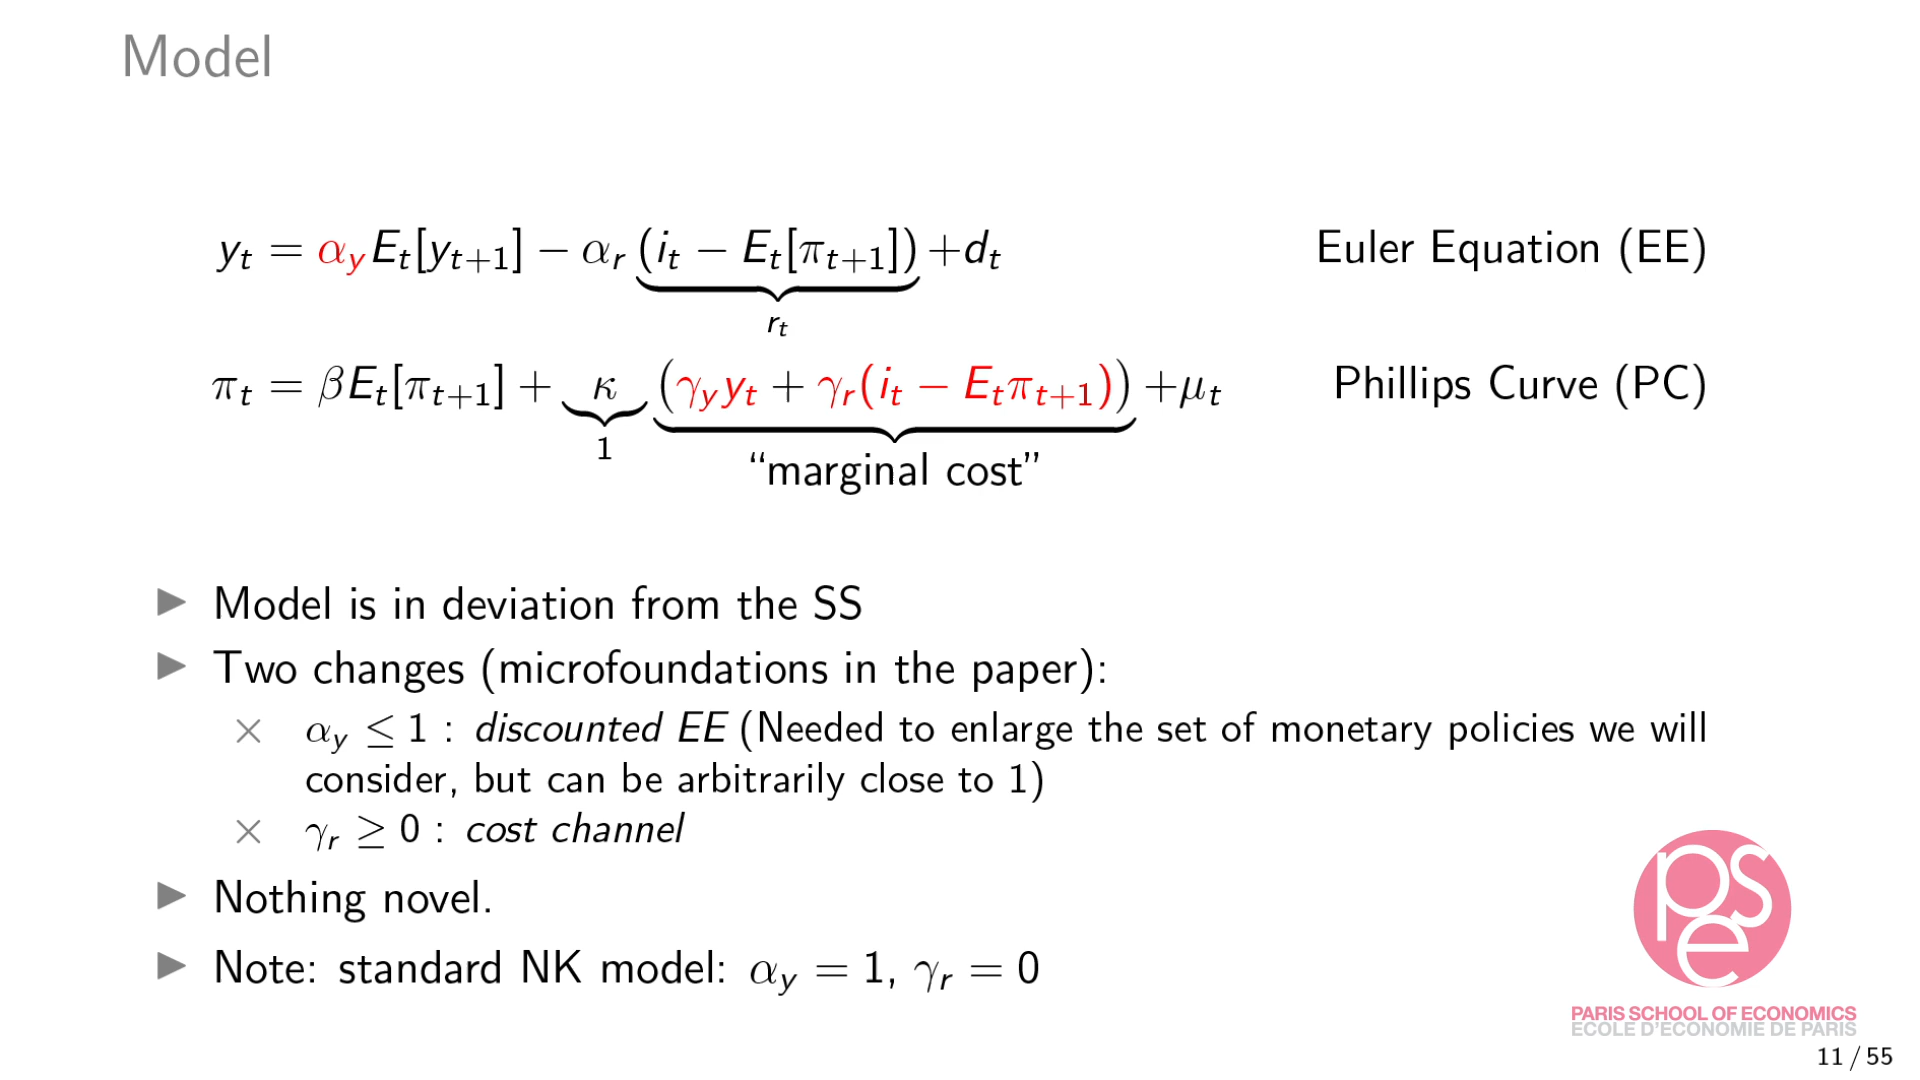 Model
y_t = α_y E_t[y_{t+1}] − α_r (i_t − E_t[π_{t+1}]) + d_t Euler Equation (EE)
r_t
π_t = βE_t[π_{t+1}] + κ (γ_y y_t + γ_r(i_t − E_tπ_{t+1})) + μ_t Phillips Curve (PC)
1
“marginal cost”
▶ Model is in deviation from the SS
▶ Two changes (microfoundations in the paper):
× α_y ≤ 1 : discounted EE (Needed to enlarge the set of monetary policies we will
consider, but can be arbitrarily close to 1)
× γ_r ≥ 0 : cost channel
▶ Nothing novel.
▶ Note: standard NK model: α_y = 1, γ_r = 0
pse
PARIS SCHOOL OF ECONOMICS
ECOLE D'ECONOMIE DE PARIS
11 / 55